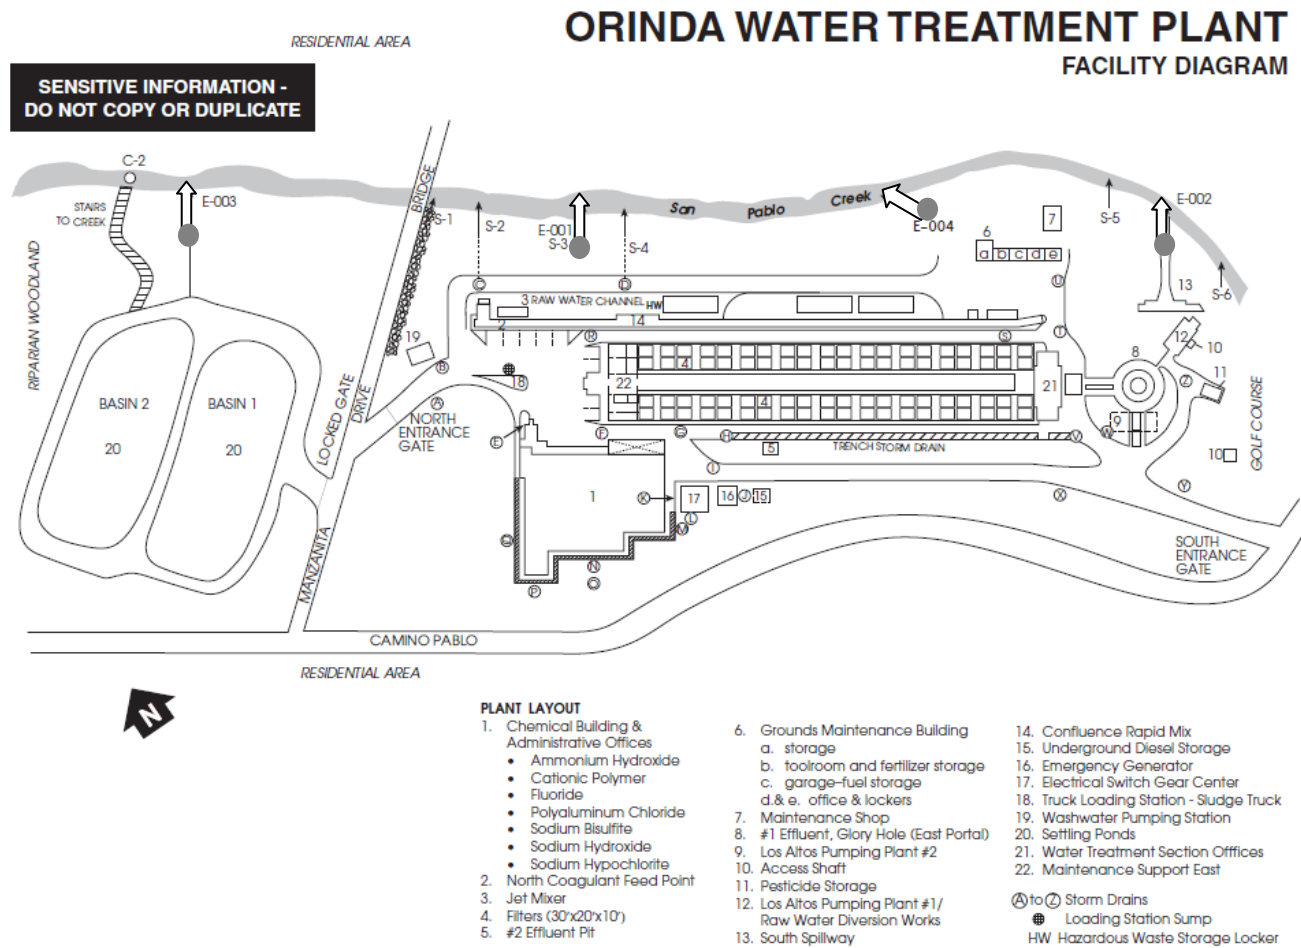 ORINDA WATER TREATMENT PLANT
FACILITY DIAGRAM
RESIDENTIAL AREA
SENSITIVE INFORMATION -
DO NOT COPY OR DUPLICATE
C-2
STAIRS
TO CREEK
E-003
BRIDGE
S-1
S-2
E-001
S-3
S-4
San Pablo Creek
E-004
S-5
E-002
S-6
RIPARIAN WOODLAND
6
7
a b c d e
U
13
C
D
3 RAW WATER CHANNEL HW
2
14
19
R
S
T
12
10
8
B
18
4
22
21
Z
11
BASIN 2
BASIN 1
20
20
LOCKED GATE
DRIVE
A
NORTH
ENTRANCE
GATE
4
9
W
E
F
G
H
V
5
TRENCH STORM DRAIN
I
10
GOLF COURSE
1
K
17
16
J
15
X
Y
L
M
Q
N
O
P
SOUTH
ENTRANCE
GATE
MANZANITA
CAMINO PABLO
RESIDENTIAL AREA
N
PLANT LAYOUT
1. Chemical Building &
Administrative Offices
• Ammonium Hydroxide
• Cationic Polymer
• Fluoride
• Polyaluminum Chloride
• Sodium Bisulfite
• Sodium Hydroxide
• Sodium Hypochlorite
2. North Coagulant Feed Point
3. Jet Mixer
4. Filters (30'x20'x10')
5. #2 Effluent Pit
6. Grounds Maintenance Building
a. storage
b. toolroom and fertilizer storage
c. garage-fuel storage
d.& e. office & lockers
7. Maintenance Shop
8. #1 Effluent, Glory Hole (East Portal)
9. Los Altos Pumping Plant #2
10. Access Shaft
11. Pesticide Storage
12. Los Altos Pumping Plant #1/
Raw Water Diversion Works
13. South Spillway
14. Confluence Rapid Mix
15. Underground Diesel Storage
16. Emergency Generator
17. Electrical Switch Gear Center
18. Truck Loading Station - Sludge Truck
19. Washwater Pumping Station
20. Settling Ponds
21. Water Treatment Section Offfices
22. Maintenance Support East
A to Z Storm Drains
Loading Station Sump
HW Hazardous Waste Storage Locker